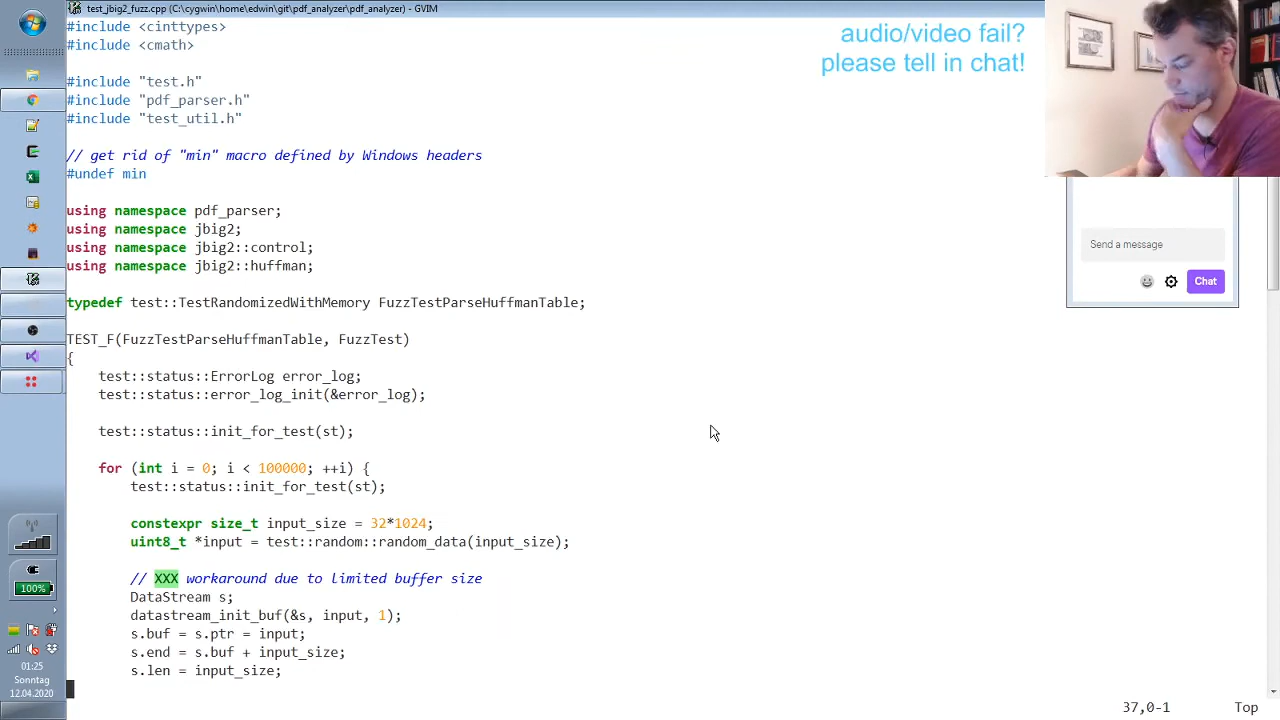 test_jbig2_fuzz.cpp (C:\cygwin\home\edwin\git\pdf_analyzer\pdf_analyzer) - GVIM
#include <cinttypes>
#include <cmath>
#include "test.h"
#include "pdf_parser.h"
#include "test_util.h"
// get rid of "min" macro defined by Windows headers
#undef min
using namespace pdf_parser;
using namespace jbig2;
using namespace jbig2::control;
using namespace jbig2::huffman;
typedef test::TestRandomizedWithMemory FuzzTestParseHuffmanTable;
TEST_F(FuzzTestParseHuffmanTable, FuzzTest)
{
test::status::ErrorLog error_log;
test::status::error_log_init(&error_log);
test::status::init_for_test(st);
for (int i = 0; i < 100000; ++i) {
test::status::init_for_test(st);
constexpr size_t input_size = 32*1024;
uint8_t *input = test::random::random_data(input_size);
// XXX workaround due to limited buffer size
DataStream s;
datastream_init_buf(&s, input, 1);
s.buf = s.ptr = input;
s.end = s.buf + input_size;
s.len = input_size;
37,0-1 Top
audio/video fail?
please tell in chat!
Send a message
Chat
100%
01:25
Sonntag
12.04.2020